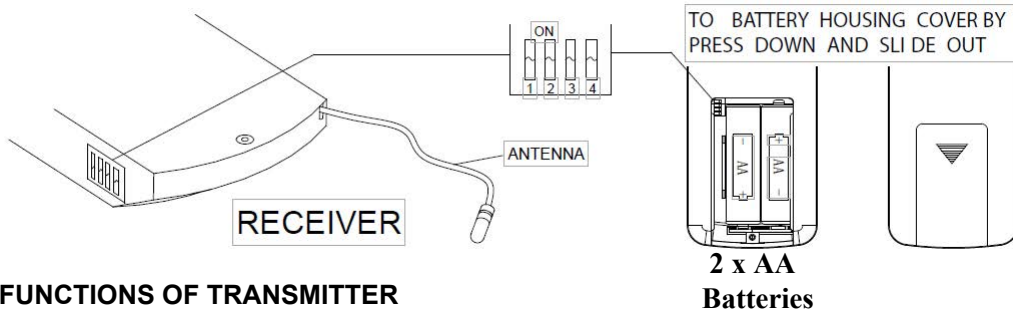 ON
1 2 3 4
TO BATTERY HOUSING COVER BY
PRESS DOWN AND SLI DE OUT
ANTENNA
RECEIVER
AA
AA
2 x AA
Batteries
FUNCTIONS OF TRANSMITTER